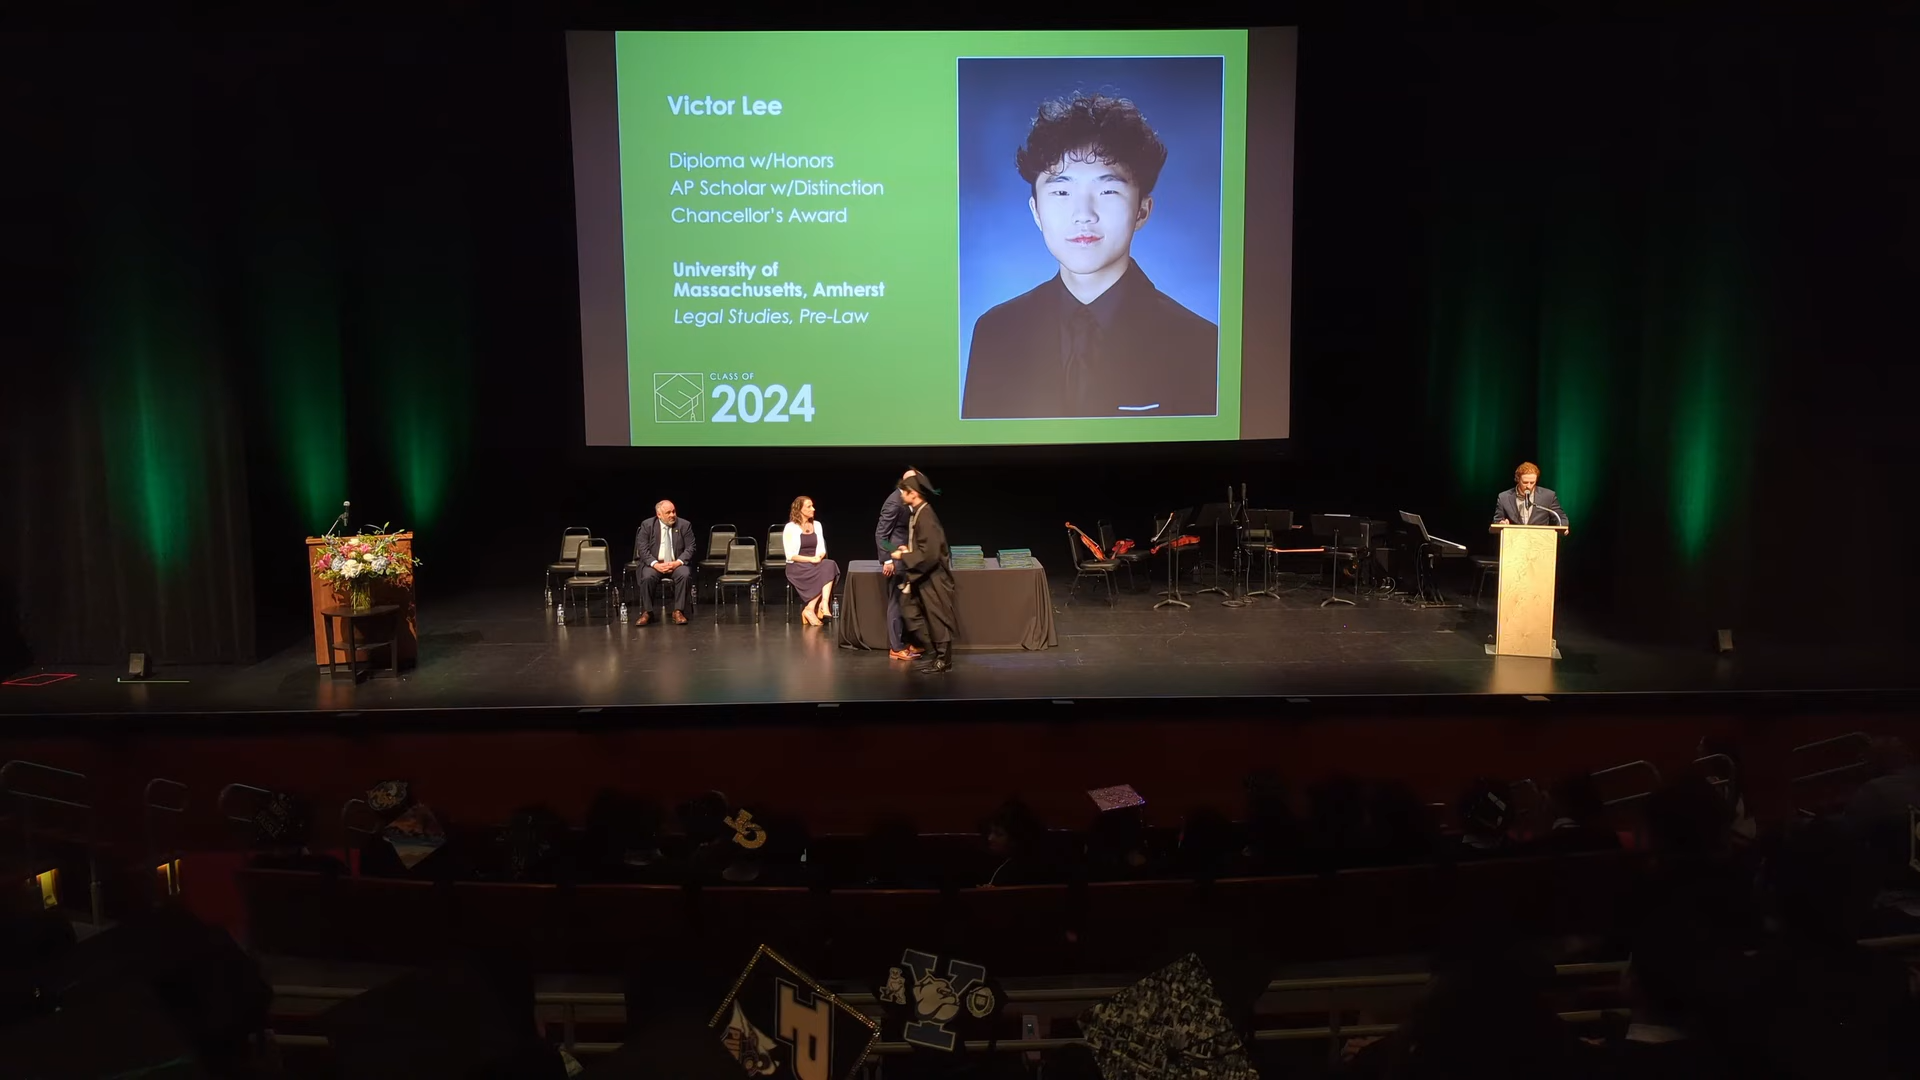 Victor Lee
Diploma w/Honors
AP Scholar w/Distinction
Chancellor's Award
University of
Massachusetts, Amherst
Legal Studies, Pre-Law
CLASS OF
2024
P
Y